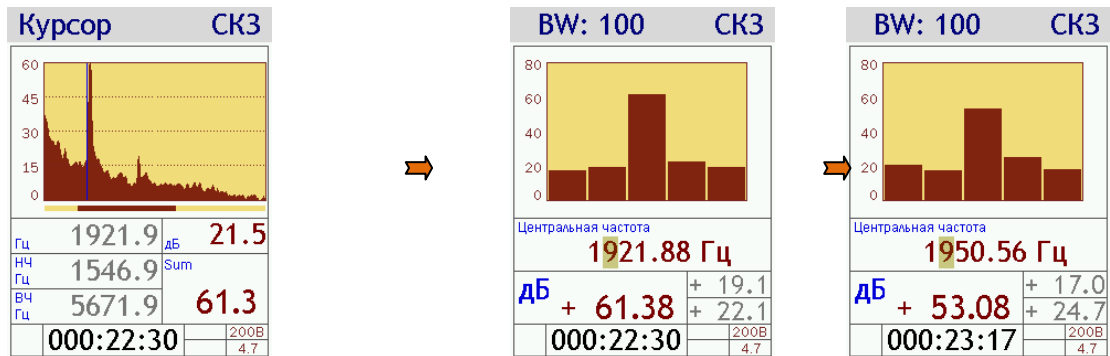 Курсор СКЗ
60
45
30
15
0
Гц 1921.9 дБ 21.5
НЧ Гц 1546.9 Sum
ВЧ Гц 5671.9 61.3
000:22:30 200В 4.7
BW: 100 СКЗ
80
60
40
20
0
Центральная частота
1921.88 Гц
дБ + 61.38 + 19.1
+ 22.1
000:22:30 200В 4.7
BW: 100 СКЗ
80
60
40
20
0
Центральная частота
1950.56 Гц
дБ + 53.08 + 17.0
+ 24.7
000:23:17 200В 4.7